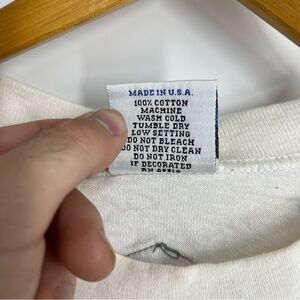 MADE IN U.S.A.
100% COTTON
MACHINE
WASH COLD
TUMBLE DRY
LOW SETTING
DO NOT BLEACH
DO NOT DRY CLEAN
DO NOT IRON
IF DECORATED
RN